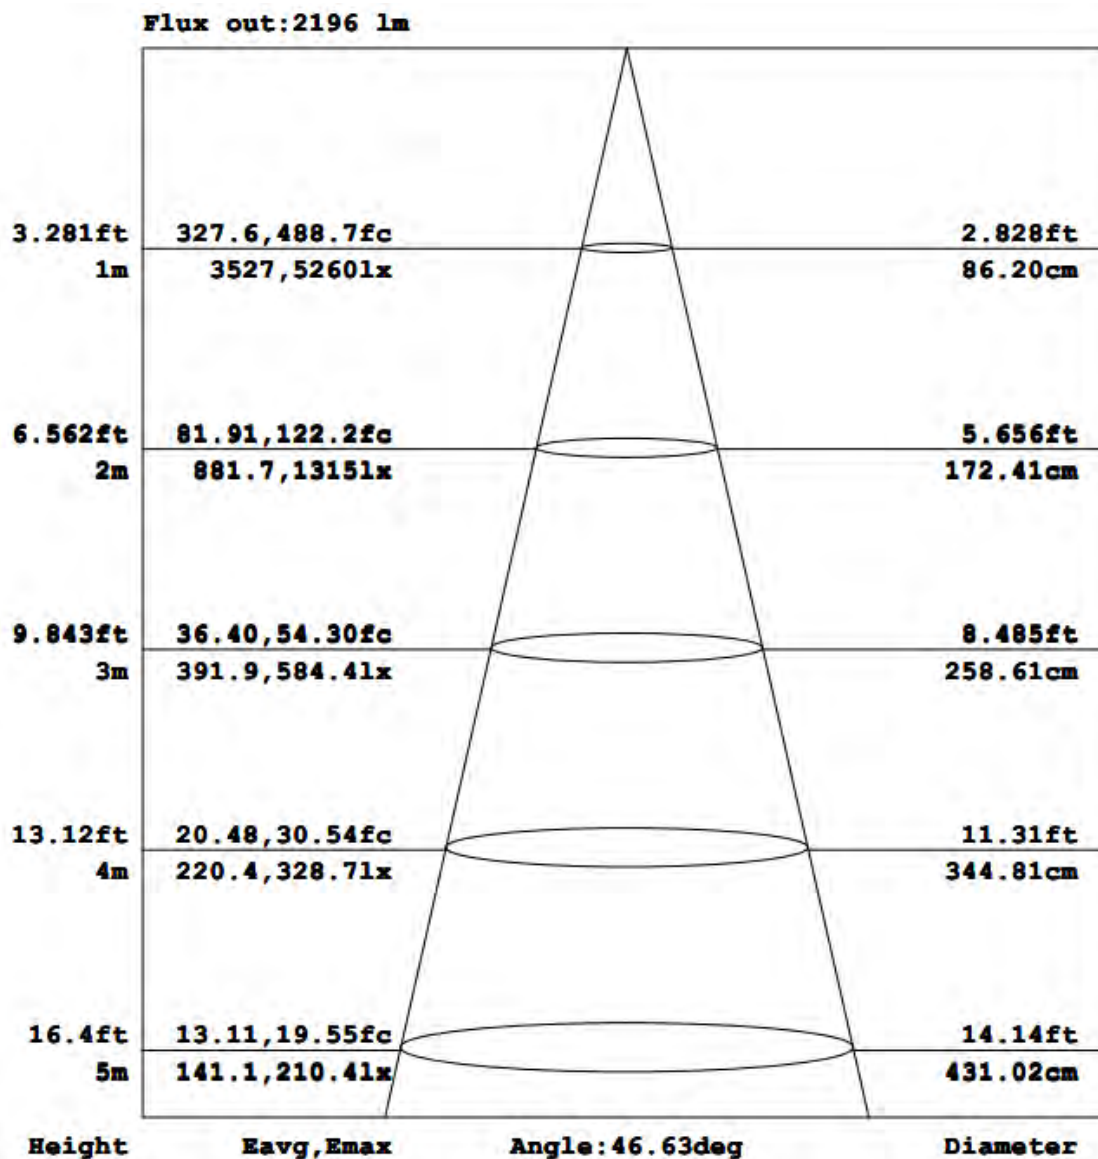 Flux out:2196 lm
3.281ft 327.6,488.7fc 2.828ft
1m 3527,5260lx 86.20cm
6.562ft 81.91,122.2fc 5.656ft
2m 881.7,1315lx 172.41cm
9.843ft 36.40,54.30fc 8.485ft
3m 391.9,584.4lx 258.61cm
13.12ft 20.48,30.54fc 11.31ft
4m 220.4,328.7lx 344.81cm
16.4ft 13.11,19.55fc 14.14ft
5m 141.1,210.4lx 431.02cm
Height Eavg,Emax Angle:46.63deg Diameter